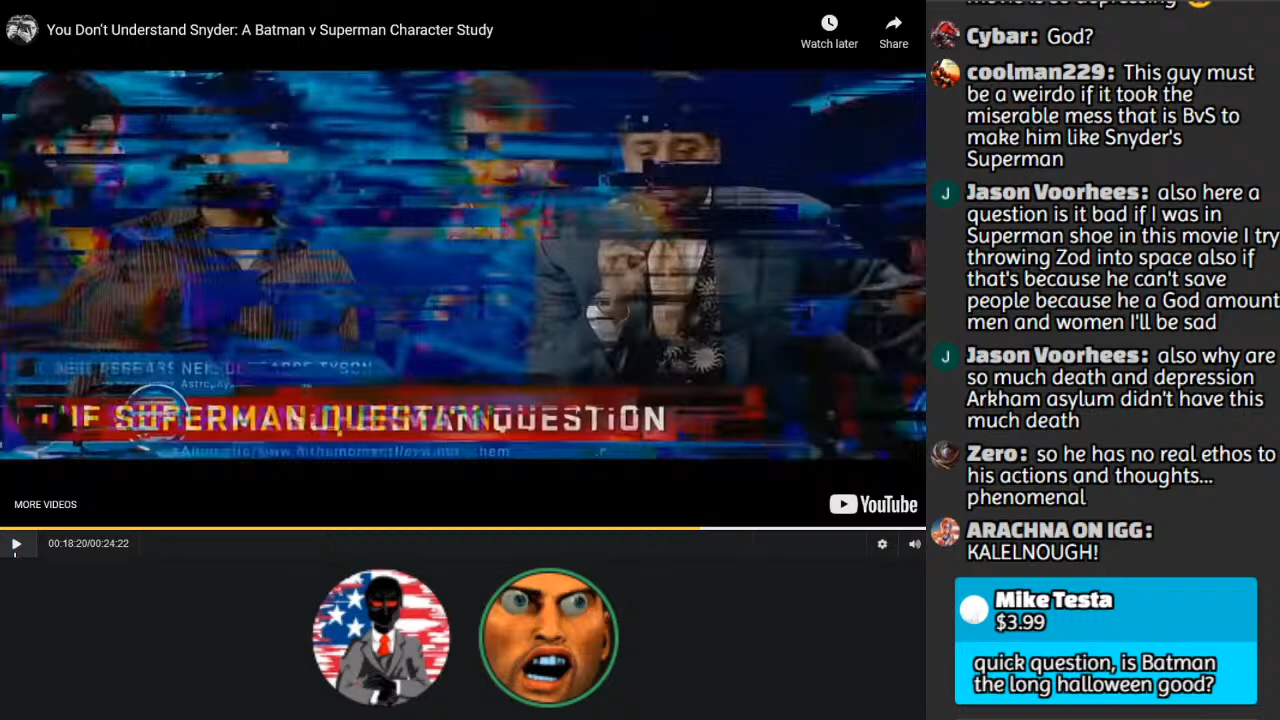 You Don't Understand Snyder: A Batman v Superman Character Study
Watch later
Share
SUPERMAN QUESTION
MORE VIDEOS
YouTube
00:18:20/00:24:22
Cybar: God?
coolman229: This guy must
be a weirdo if it took the
miserable mess that is BvS to
make him like Snyder's
Superman
J
Jason Voorhees: also here a
question is it bad if I was in
Superman shoe in this movie I try
throwing Zod into space also if
that's because he can't save
people because he a God amount
men and women I'll be sad
J
Jason Voorhees: also why are
so much death and depression
Arkham asylum didn't have this
much death
Zero: so he has no real ethos to
his actions and thoughts...
phenomenal
ARACHNA ON IGG:
KALELNOUGH!
Mike Testa
$3.99
quick question, is Batman
the long halloween good?